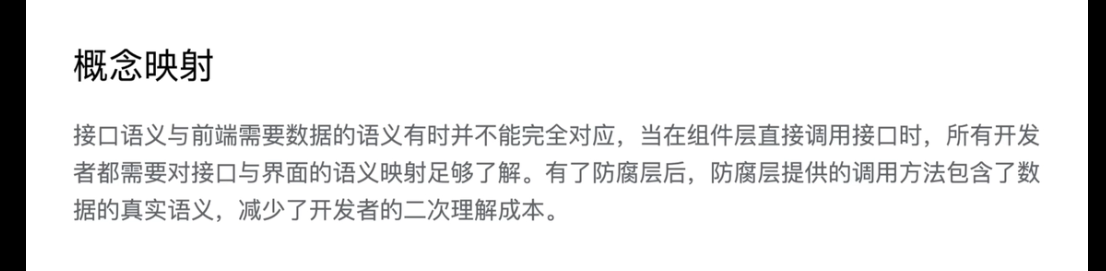 概念映射
接口语义与前端需要数据的语义有时并不能完全对应，当在组件层直接调用接口时，所有开发
者都需要对接口与界面的语义映射足够了解。有了防腐层后，防腐层提供的调用方法包含了数
据的真实语义，减少了开发者的二次理解成本。